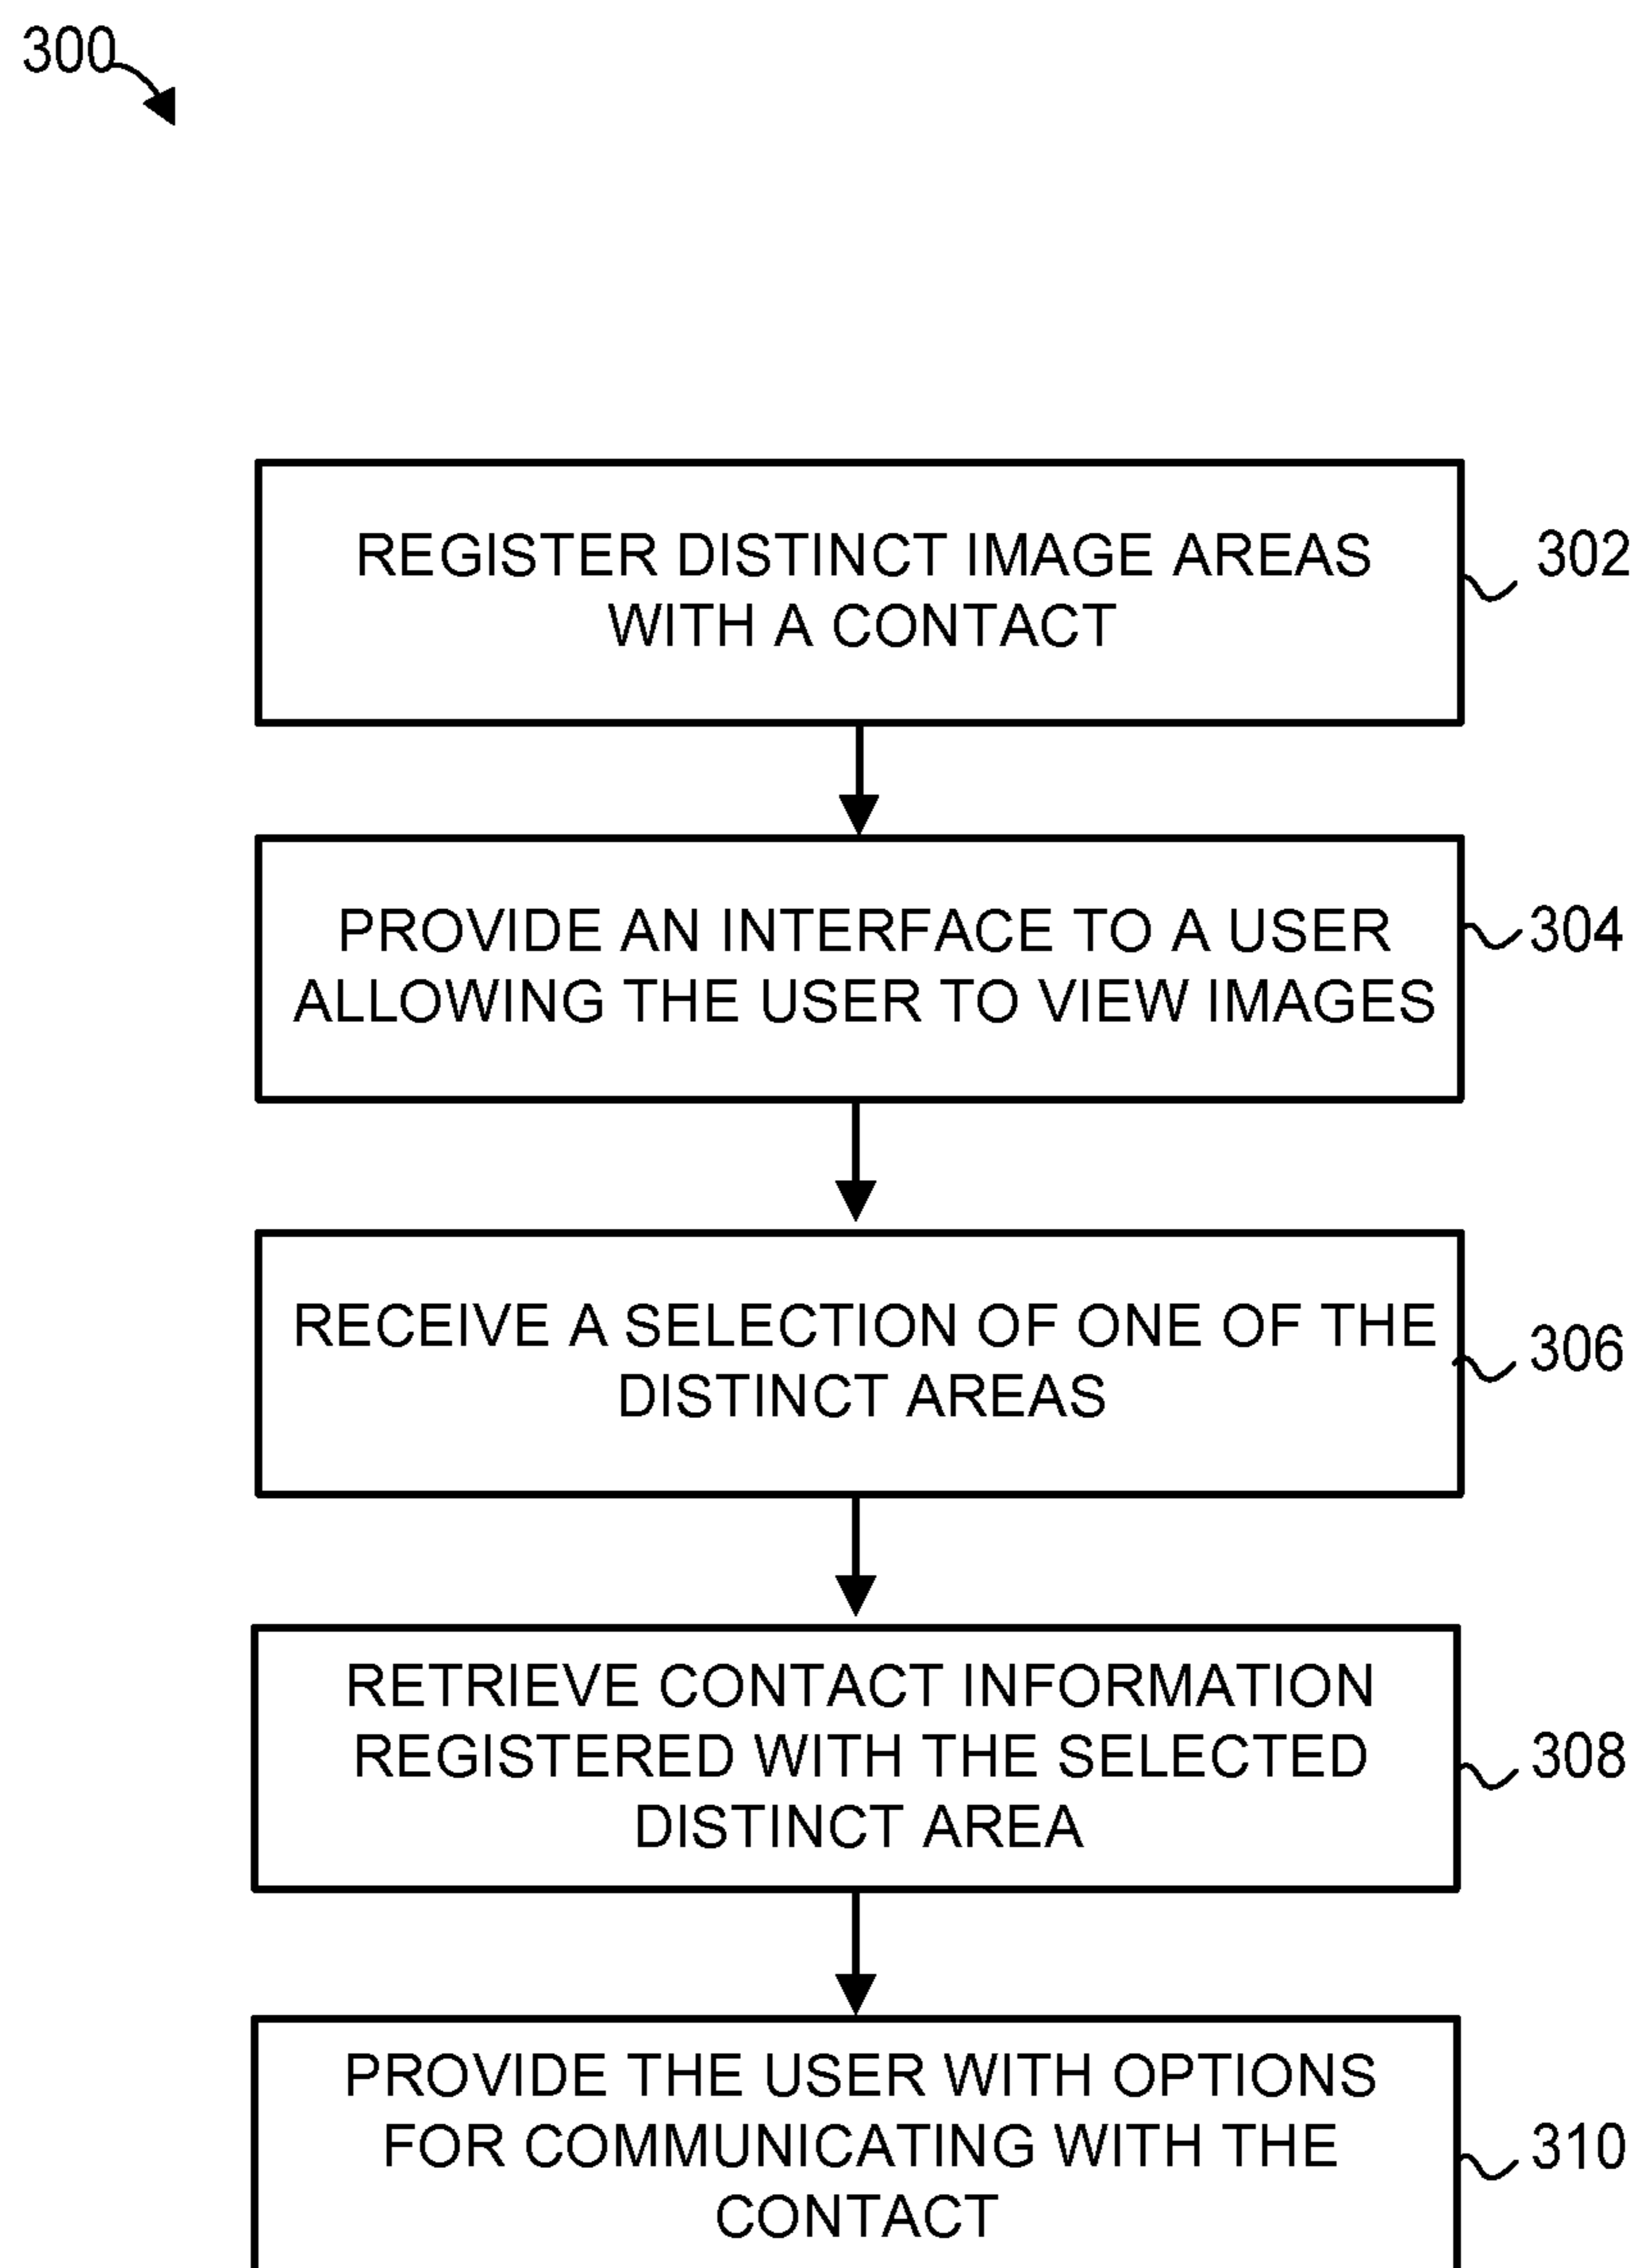 300
REGISTER DISTINCT IMAGE AREAS
WITH A CONTACT
302
PROVIDE AN INTERFACE TO A USER
ALLOWING THE USER TO VIEW IMAGES
304
RECEIVE A SELECTION OF ONE OF THE
DISTINCT AREAS
306
RETRIEVE CONTACT INFORMATION
REGISTERED WITH THE SELECTED
DISTINCT AREA
308
PROVIDE THE USER WITH OPTIONS
FOR COMMUNICATING WITH THE
CONTACT
310